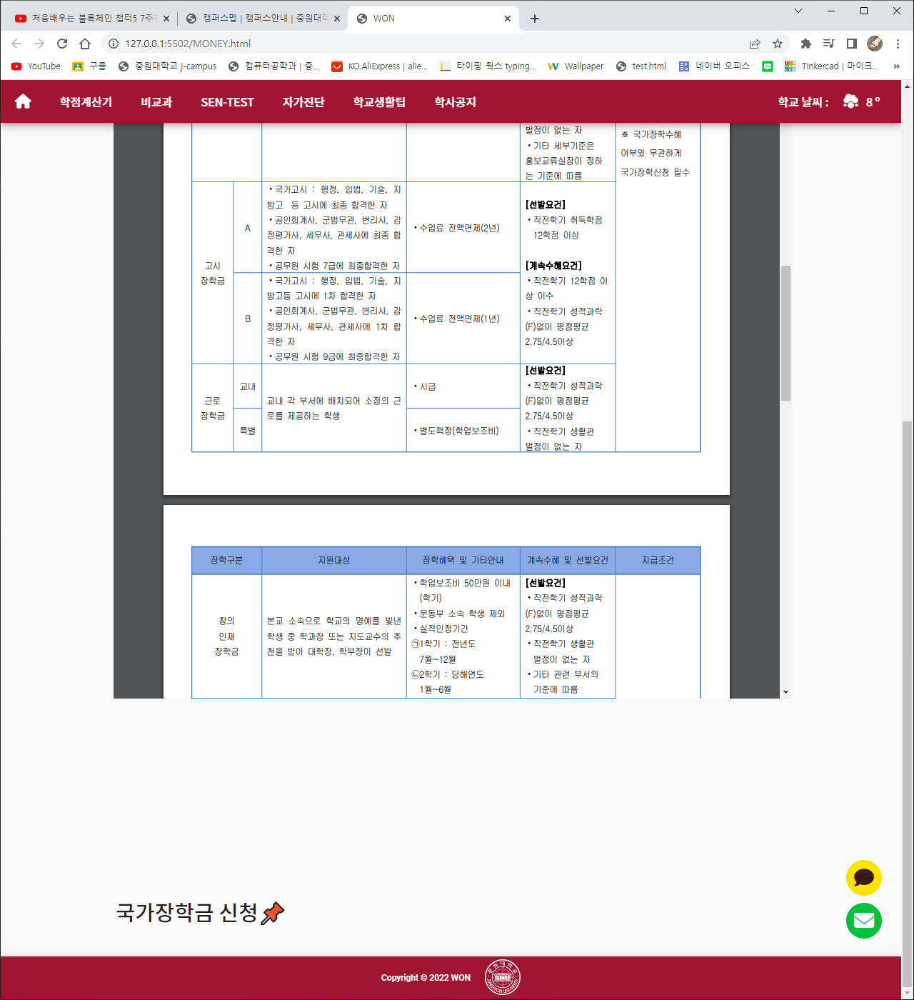 처음배우는 블록체인 챕터5 7주
캠퍼스맵 | 캠퍼스안내 | 중원대학
WON
127.0.0.1:5502/MONEY.html
YouTube
구글
중원대학교 j-campus
컴퓨터공학과 | 중...
KO.AliExpress | alie...
타이핑 웍스 typing...
Wallpaper
test.html
네이버 오피스
Tinkercad | 마이크...
학점계산기
비교과
SEN-TEST
자가진단
학교생활팁
학사공지
학교 날씨 :
8 º
벌점이 없는 자
• 기타 세부기준은
홍보교류실장이 정하
는 기준에 따름
※ 국가장학수혜
여부와 무관하게
국가장학신청 필수
고시
장학금
A
• 국가고시 : 행정, 입법, 기술, 지
방고 등 고시에 최종 합격한 자
• 공인회계사, 군법무관, 변리사, 감
정평가사, 세무사, 관세사에 최종 합
격한 자
• 공무원 시험 7급에 최종합격한 자
• 수업료 전액면제(2년)
[선발요건]
• 직전학기 취득학점
12학점 이상
[계속수혜요건]
• 직전학기 12학점 이
상 이수
• 직전학기 성적과락
(F)없이 평점평균
2.75/4.5이상
B
• 국가고시 : 행정, 입법, 기술, 지
방고등 고시에 1차 합격한 자
• 공인회계사, 군법무관, 변리사, 감
정평가사, 세무사, 관세사에 1차 합
격한 자
• 공무원 시험 9급에 최종합격한 자
• 수업료 전액면제(1년)
근로
장학금
교내
특별
교내 각 부서에 배치되어 소정의 근
로를 제공하는 학생
• 시급
• 별도책정(학업보조비)
[선발요건]
• 직전학기 성적과락
(F)없이 평점평균
2.75/4.5이상
• 직전학기 생활관
벌점이 없는 자
장학구분
지원대상
장학혜택 및 기타안내
계속수혜 및 선발요건
지급조건
창의
인재
장학금
본교 소속으로 학교의 명예를 빛낸
학생 중 학과장 또는 지도교수의 추
천을 받아 대학장, 학부장이 선발
• 학업보조비 50만원 이내
(학기)
• 운동부 소속 학생 제외
• 실적인정기간
㉠1학기 : 전년도
7월~12월
㉡2학기 : 당해연도
1월~6월
[선발요건]
• 직전학기 성적과락
(F)없이 평점평균
2.75/4.5이상
• 직전학기 생활관
벌점이 없는 자
• 기타 관련 부서의
기준에 따름
국가장학금 신청
Copyright © 2022 WON
중원대학교
JUNGWON UNIVERSITY